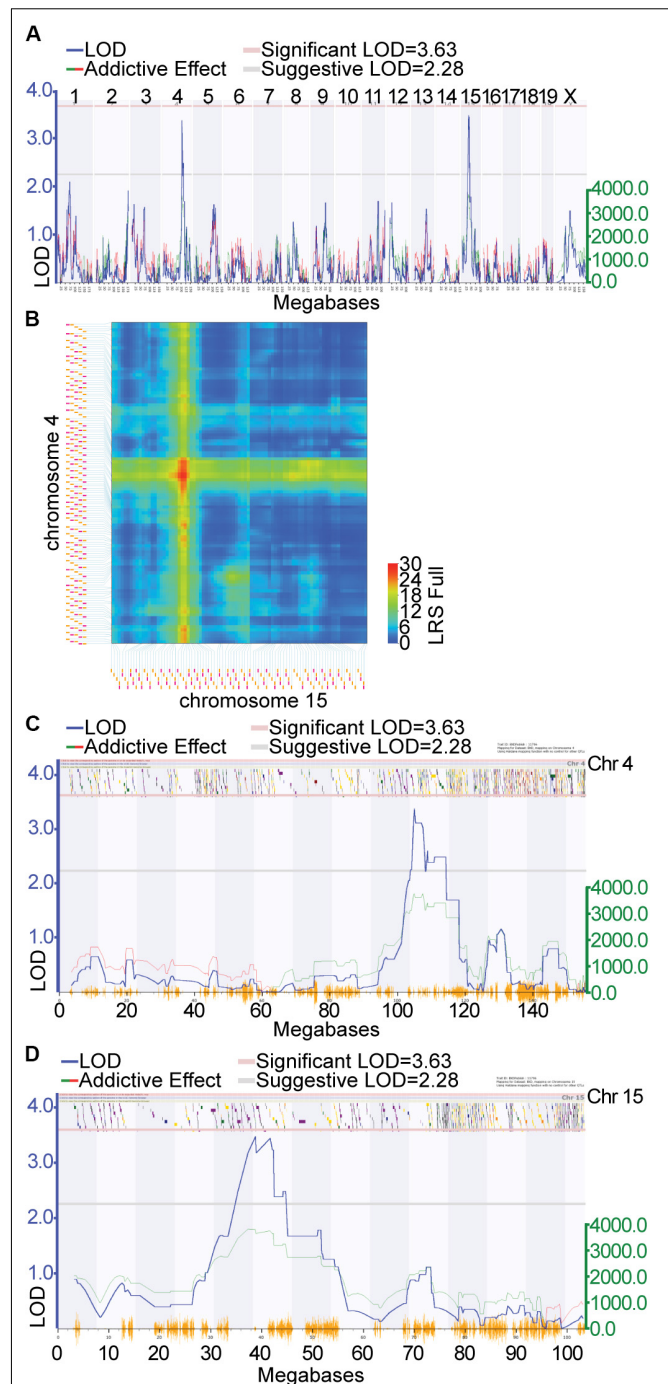 A
LOD Significant LOD=3.63
Addictive Effect Suggestive LOD=2.28
4.0
1 2 3 4 5 6 7 8 9 10 11 12 13 14 15 16 17 18 19 X
3.0
2.0
1.0
LOD
4000.0
3000.0
2000.0
1000.0
0.0
Megabases
B
chromosome 4
30
24
18
12
6
0
LRS Full
chromosome 15
C
LOD Significant LOD=3.63
Addictive Effect Suggestive LOD=2.28
Chr 4
4.0
Chr 4
3.0
2.0
1.0
LOD
4000.0
3000.0
2000.0
1000.0
0.0
0 20 40 60 80 100 120 140
Megabases
D
LOD Significant LOD=3.63
Addictive Effect Suggestive LOD=2.28
Chr 15
4.0
Chr 15
3.0
2.0
1.0
LOD
4000.0
3000.0
2000.0
1000.0
0.0
0 10 20 30 40 50 60 70 80 90 100
Megabases